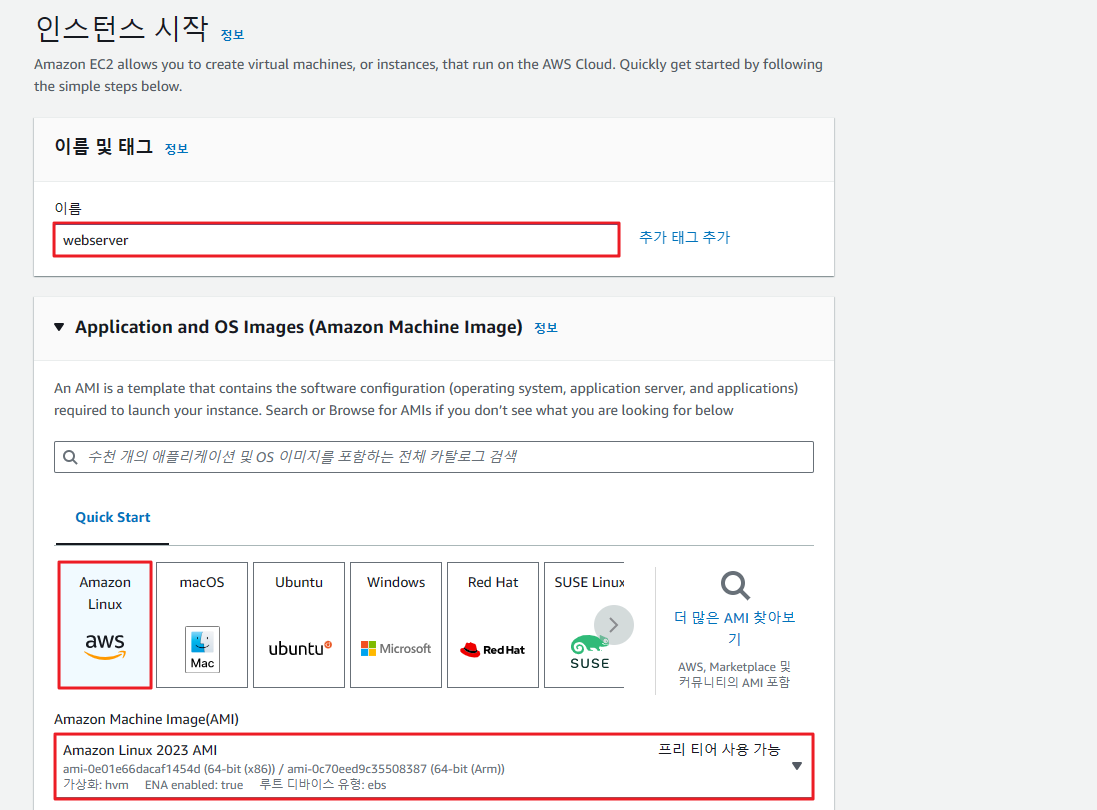 인스턴스 시작 정보
Amazon EC2 allows you to create virtual machines, or instances, that run on the AWS Cloud. Quickly get started by following
the simple steps below.
이름 및 태그 정보
이름
webserver
추가 태그 추가
Application and OS Images (Amazon Machine Image) 정보
An AMI is a template that contains the software configuration (operating system, application server, and applications)
required to launch your instance. Search or Browse for AMIs if you don’t see what you are looking for below
수천 개의 애플리케이션 및 OS 이미지를 포함하는 전체 카탈로그 검색
Quick Start
Amazon
Linux
aws
macOS
Mac
Ubuntu
ubuntu
Windows
Microsoft
Red Hat
Red Hat
SUSE Linux
SUSE
더 많은 AMI 찾아보
기
AWS, Marketplace 및
커뮤니티의 AMI 포함
Amazon Machine Image(AMI)
Amazon Linux 2023 AMI
프리 티어 사용 가능
ami-0e01e66dacaf1454d (64-bit (x86)) / ami-0c70eed9c35508387 (64-bit (Arm))
가상화: hvm ENA enabled: true 루트 디바이스 유형: ebs